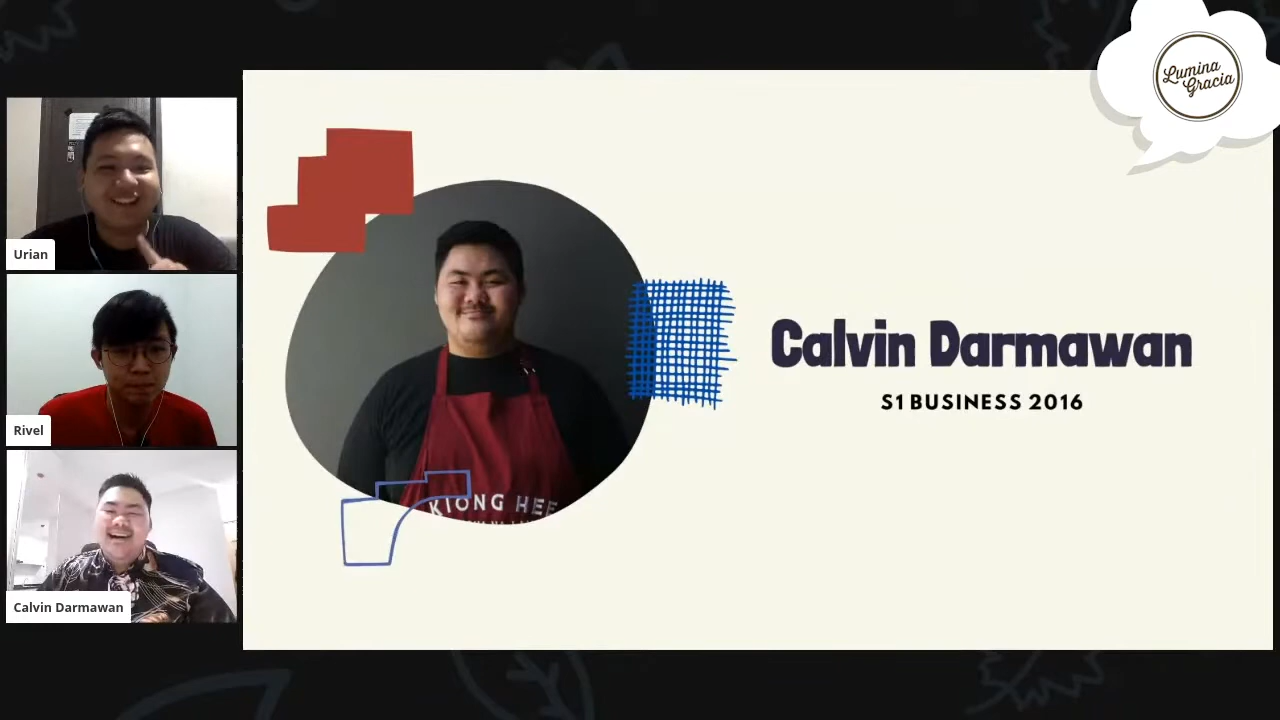 Lumina
Gracia
Urian
Rivel
Calvin Darmawan
KIONG HEE
Calvin Darmawan
S1 BUSINESS 2016